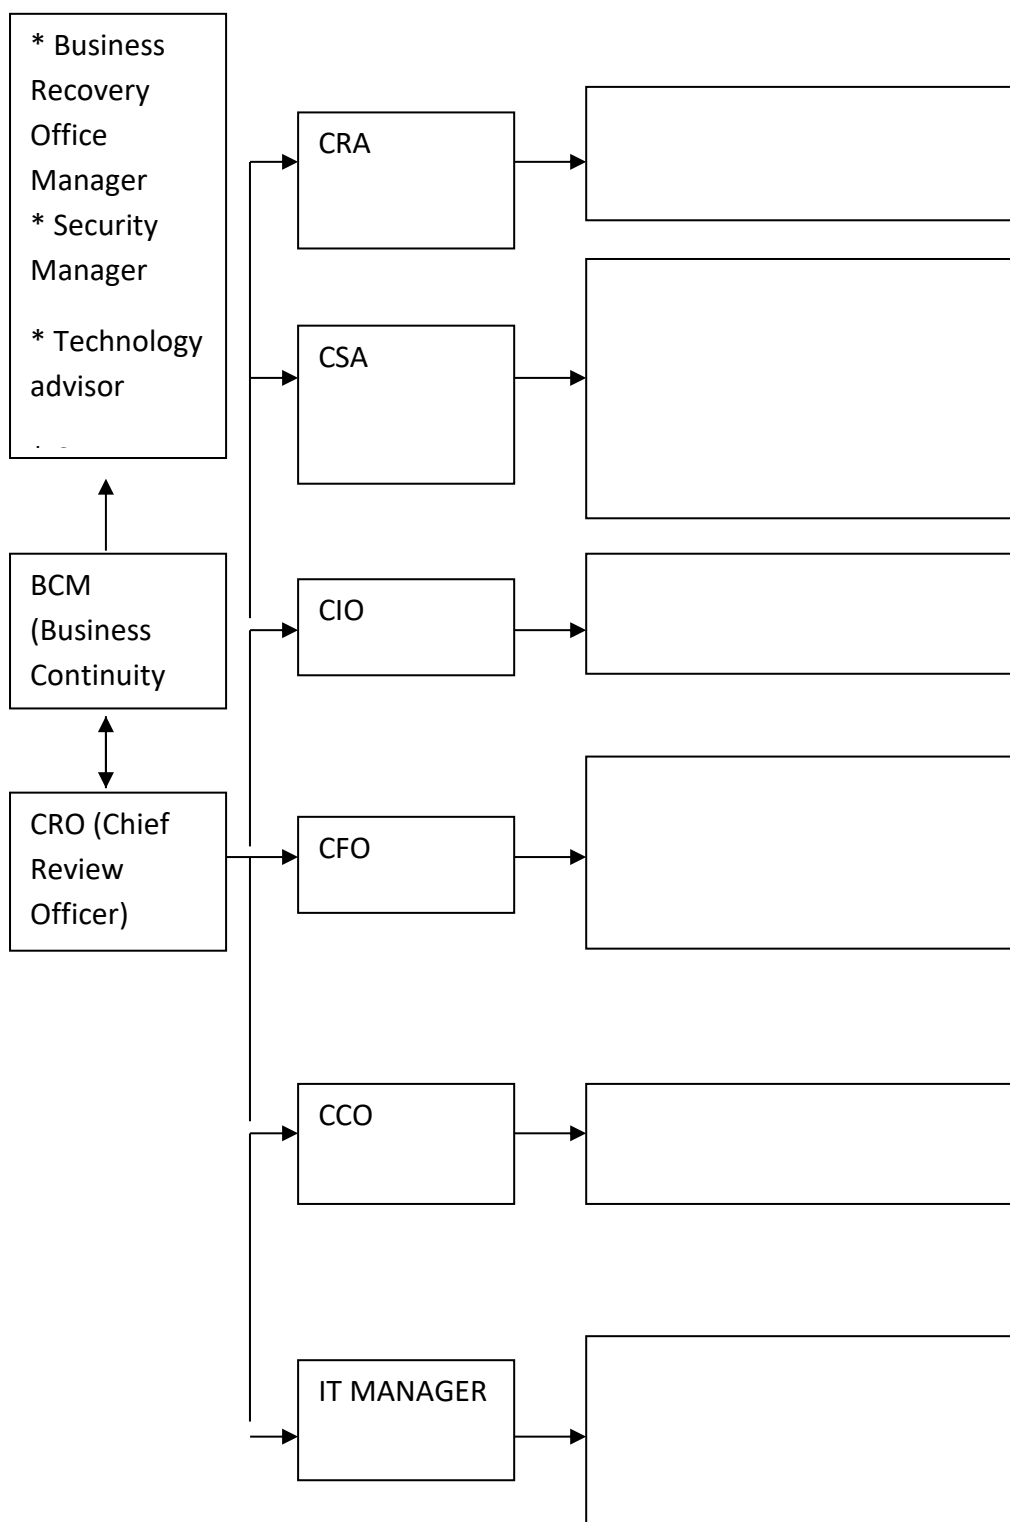 * Business
Recovery
Office
Manager
* Security
Manager
* Technology
advisor
BCM
(Business
Continuity
CRO (Chief
Review
Officer)
CRA
CSA
CIO
CFO
CCO
IT MANAGER